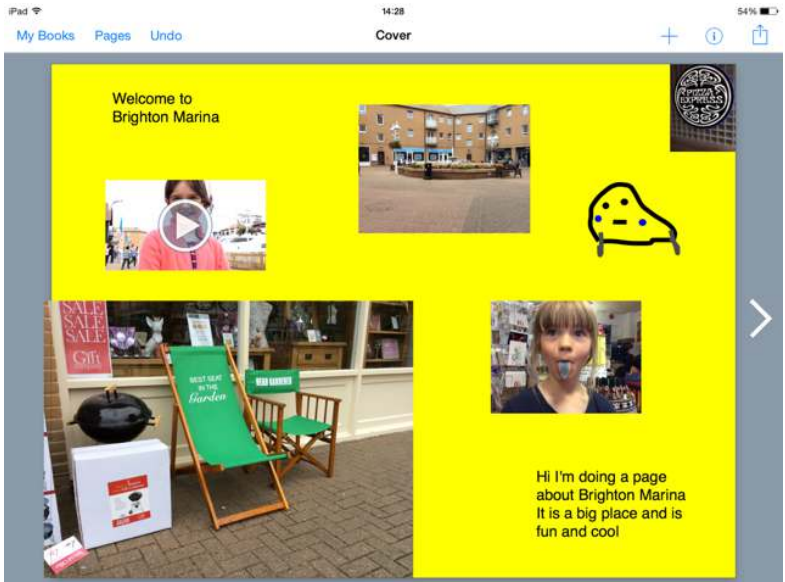 iPad
14:28
54%
My Books
Pages
Undo
Cover
Welcome to
Brighton Marina
PIZZA
EXPRESS
SALE
SALE
SALE
Gift
BEST SEAT
IN THE
Garden
HEAD GARDENER
Hi I'm doing a page
about Brighton Marina
It is a big place and is
fun and cool